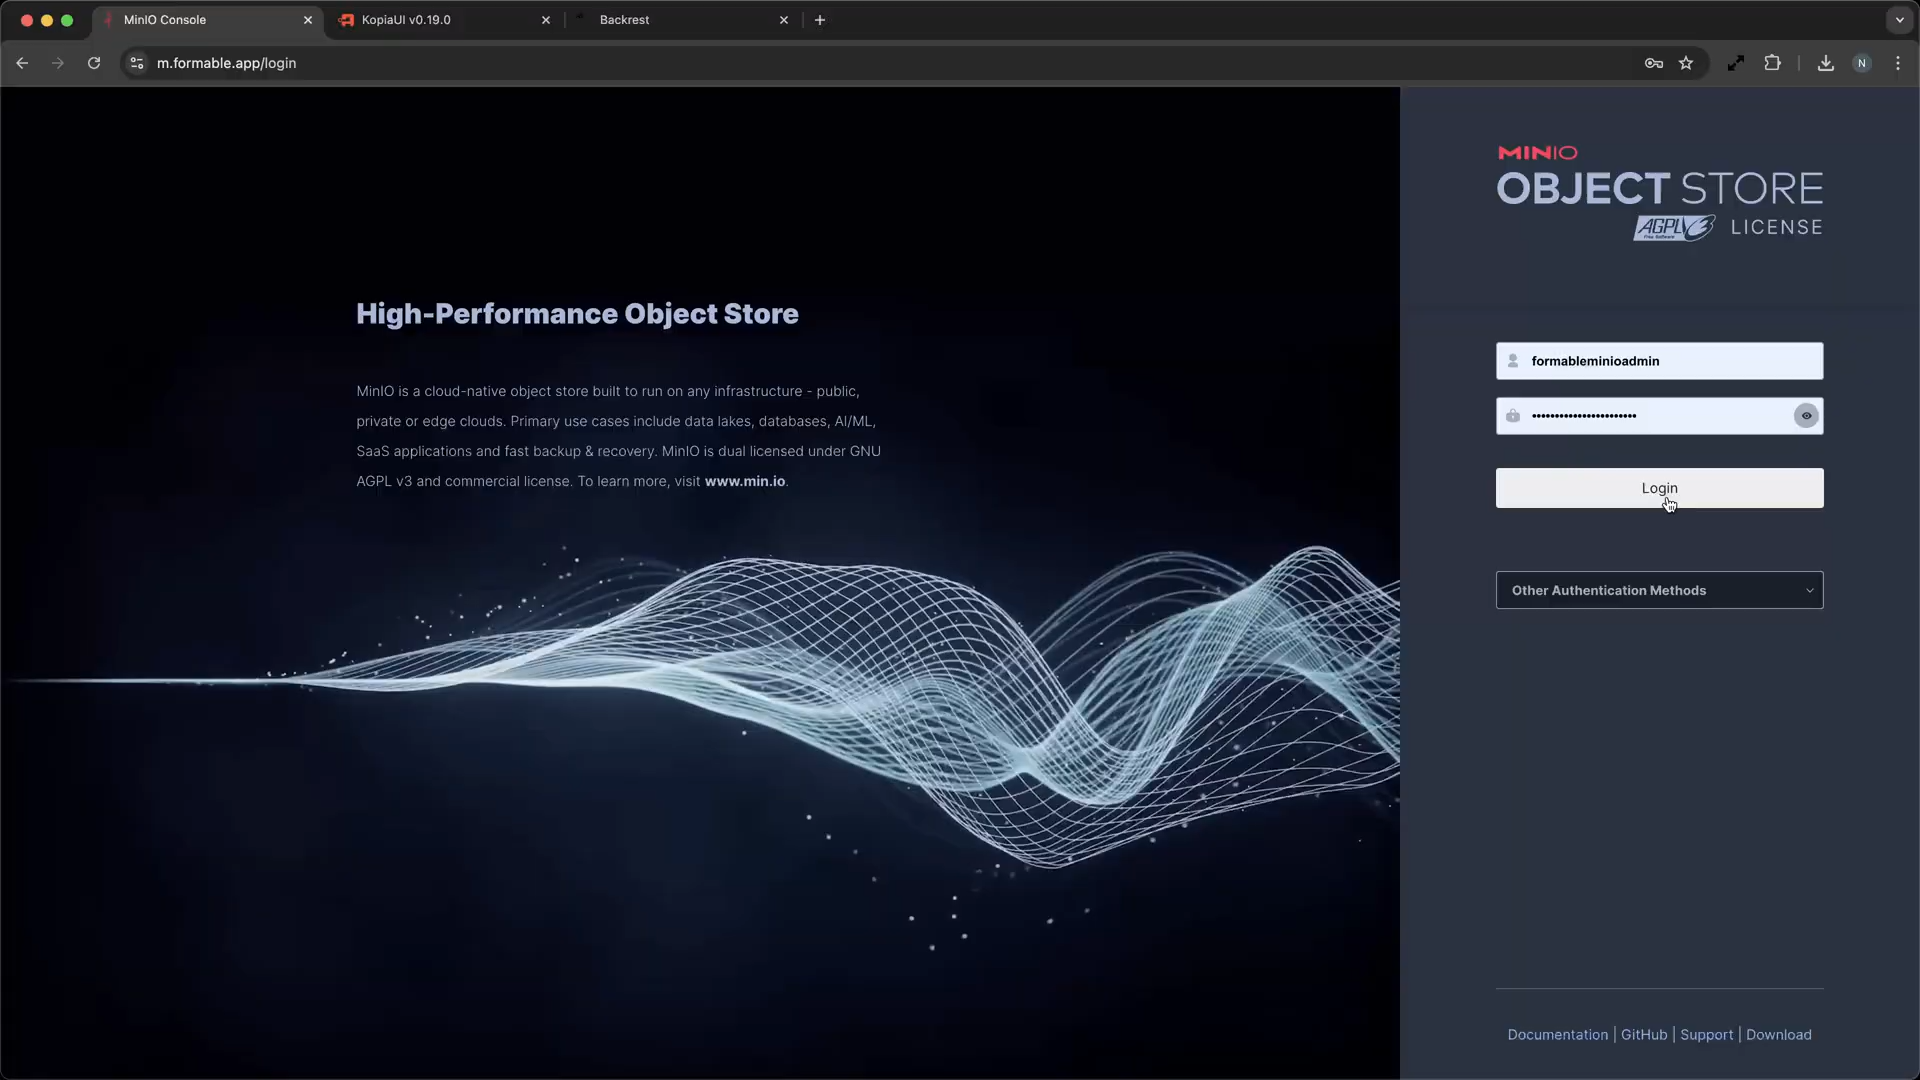 MinIO Console
KopiaUI v0.19.0
Backrest
m.formable.app/login
N
MINIO
OBJECT STORE
AGPLv3 LICENSE
Free Software
High-Performance Object Store
MinIO is a cloud-native object store built to run on any infrastructure - public,
private or edge clouds. Primary use cases include data lakes, databases, AI/ML,
SaaS applications and fast backup & recovery. MinIO is dual licensed under GNU
AGPL v3 and commercial license. To learn more, visit www.min.io.
formableminioadmin
•••••••••••••••••••••••
Login
Other Authentication Methods
Documentation | GitHub | Support | Download